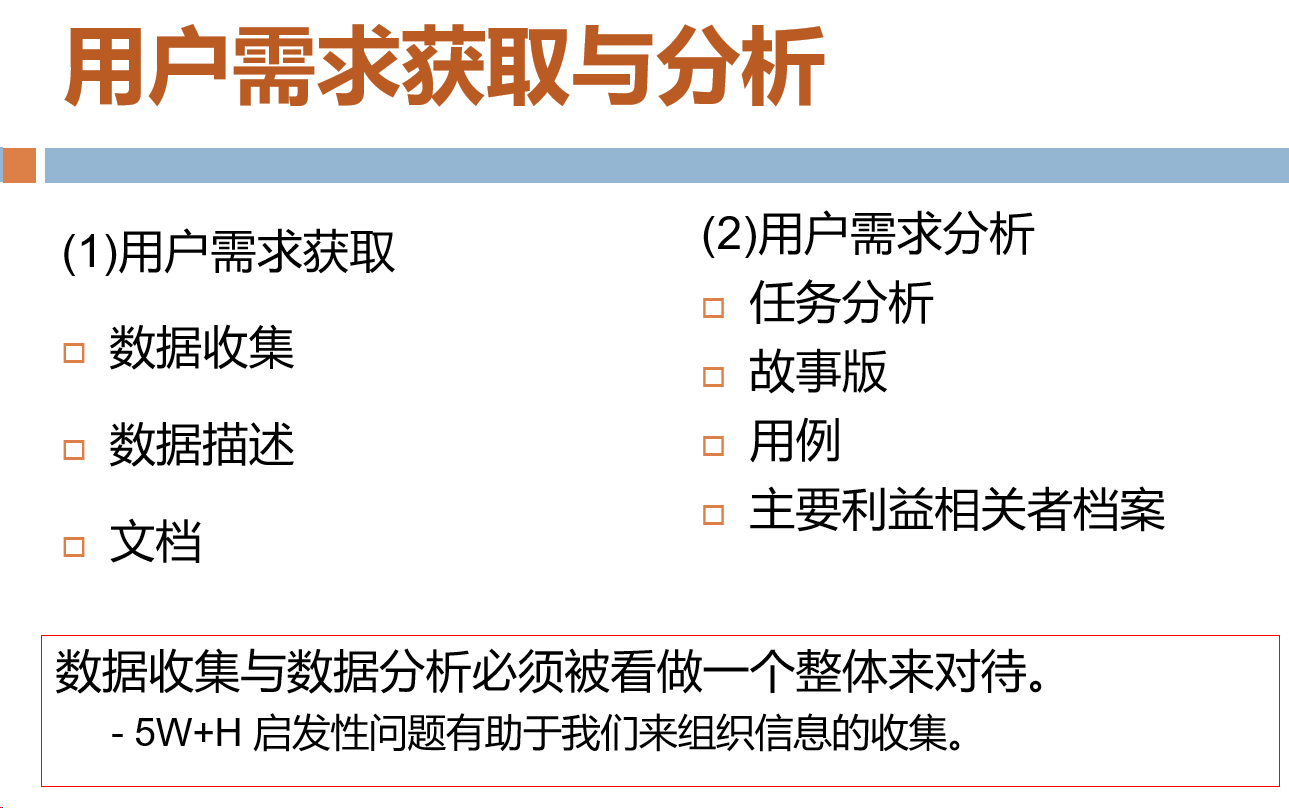 用户需求获取与分析
(1)用户需求获取
数据收集
数据描述
文档
(2)用户需求分析
任务分析
故事版
用例
主要利益相关者档案
数据收集与数据分析必须被看做一个整体来对待。
- 5W+H 启发性问题有助于我们来组织信息的收集。